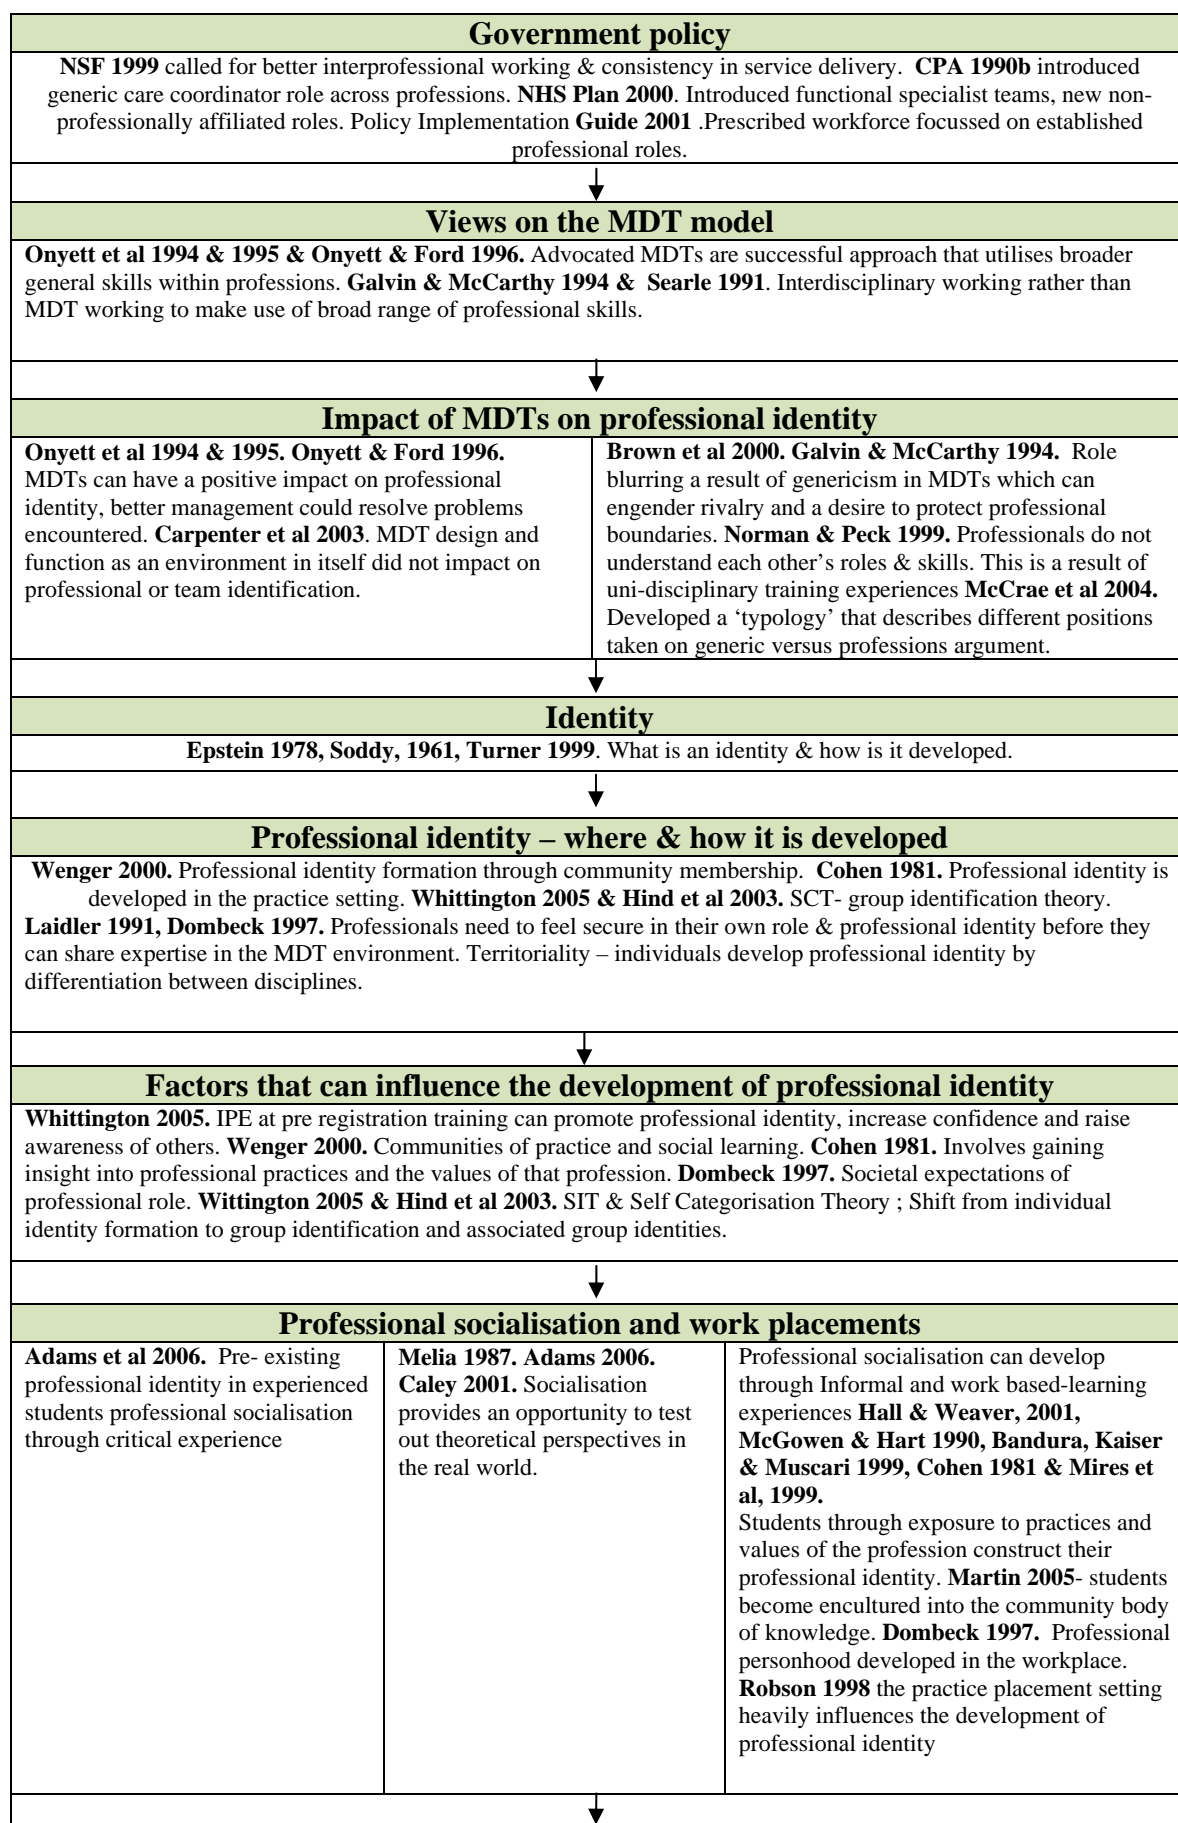 Government policy
NSF 1999 called for better interprofessional working & consistency in service delivery. CPA 1990b introduced
generic care coordinator role across professions. NHS Plan 2000. Introduced functional specialist teams, new non-
professionally affiliated roles. Policy Implementation Guide 2001 .Prescribed workforce focussed on established
professional roles.
Views on the MDT model
Onyett et al 1994 & 1995 & Onyett & Ford 1996. Advocated MDTs are successful approach that utilises broader
general skills within professions. Galvin & McCarthy 1994 & Searle 1991. Interdisciplinary working rather than
MDT working to make use of broad range of professional skills.
Impact of MDTs on professional identity
Onyett et al 1994 & 1995. Onyett & Ford 1996.
MDTs can have a positive impact on professional
identity, better management could resolve problems
encountered. Carpenter et al 2003. MDT design and
function as an environment in itself did not impact on
professional or team identification.
Brown et al 2000. Galvin & McCarthy 1994. Role
blurring a result of genericism in MDTs which can
engender rivalry and a desire to protect professional
boundaries. Norman & Peck 1999. Professionals do not
understand each other's roles & skills. This is a result of
uni-disciplinary training experiences McCrae et al 2004.
Developed a 'typology' that describes different positions
taken on generic versus professions argument.
Identity
Epstein 1978, Soddy, 1961, Turner 1999. What is an identity & how is it developed.
Professional identity – where & how it is developed
Wenger 2000. Professional identity formation through community membership. Cohen 1981. Professional identity is
developed in the practice setting. Whittington 2005 & Hind et al 2003. SCT- group identification theory.
Laidler 1991, Dombeck 1997. Professionals need to feel secure in their own role & professional identity before they
can share expertise in the MDT environment. Territoriality – individuals develop professional identity by
differentiation between disciplines.
Factors that can influence the development of professional identity
Whittington 2005. IPE at pre registration training can promote professional identity, increase confidence and raise
awareness of others. Wenger 2000. Communities of practice and social learning. Cohen 1981. Involves gaining
insight into professional practices and the values of that profession. Dombeck 1997. Societal expectations of
professional role. Wittington 2005 & Hind et al 2003. SIT & Self Categorisation Theory ; Shift from individual
identity formation to group identification and associated group identities.
Professional socialisation and work placements
Adams et al 2006. Pre- existing
professional identity in experienced
students professional socialisation
through critical experience
Melia 1987. Adams 2006.
Caley 2001. Socialisation
provides an opportunity to test
out theoretical perspectives in
the real world.
Professional socialisation can develop
through Informal and work based-learning
experiences Hall & Weaver, 2001,
McGowen & Hart 1990, Bandura, Kaiser
& Muscari 1999, Cohen 1981 & Mires et
al, 1999.
Students through exposure to practices and
values of the profession construct their
professional identity. Martin 2005- students
become encultured into the community body
of knowledge. Dombeck 1997. Professional
personhood developed in the workplace.
Robson 1998 the practice placement setting
heavily influences the development of
professional identity